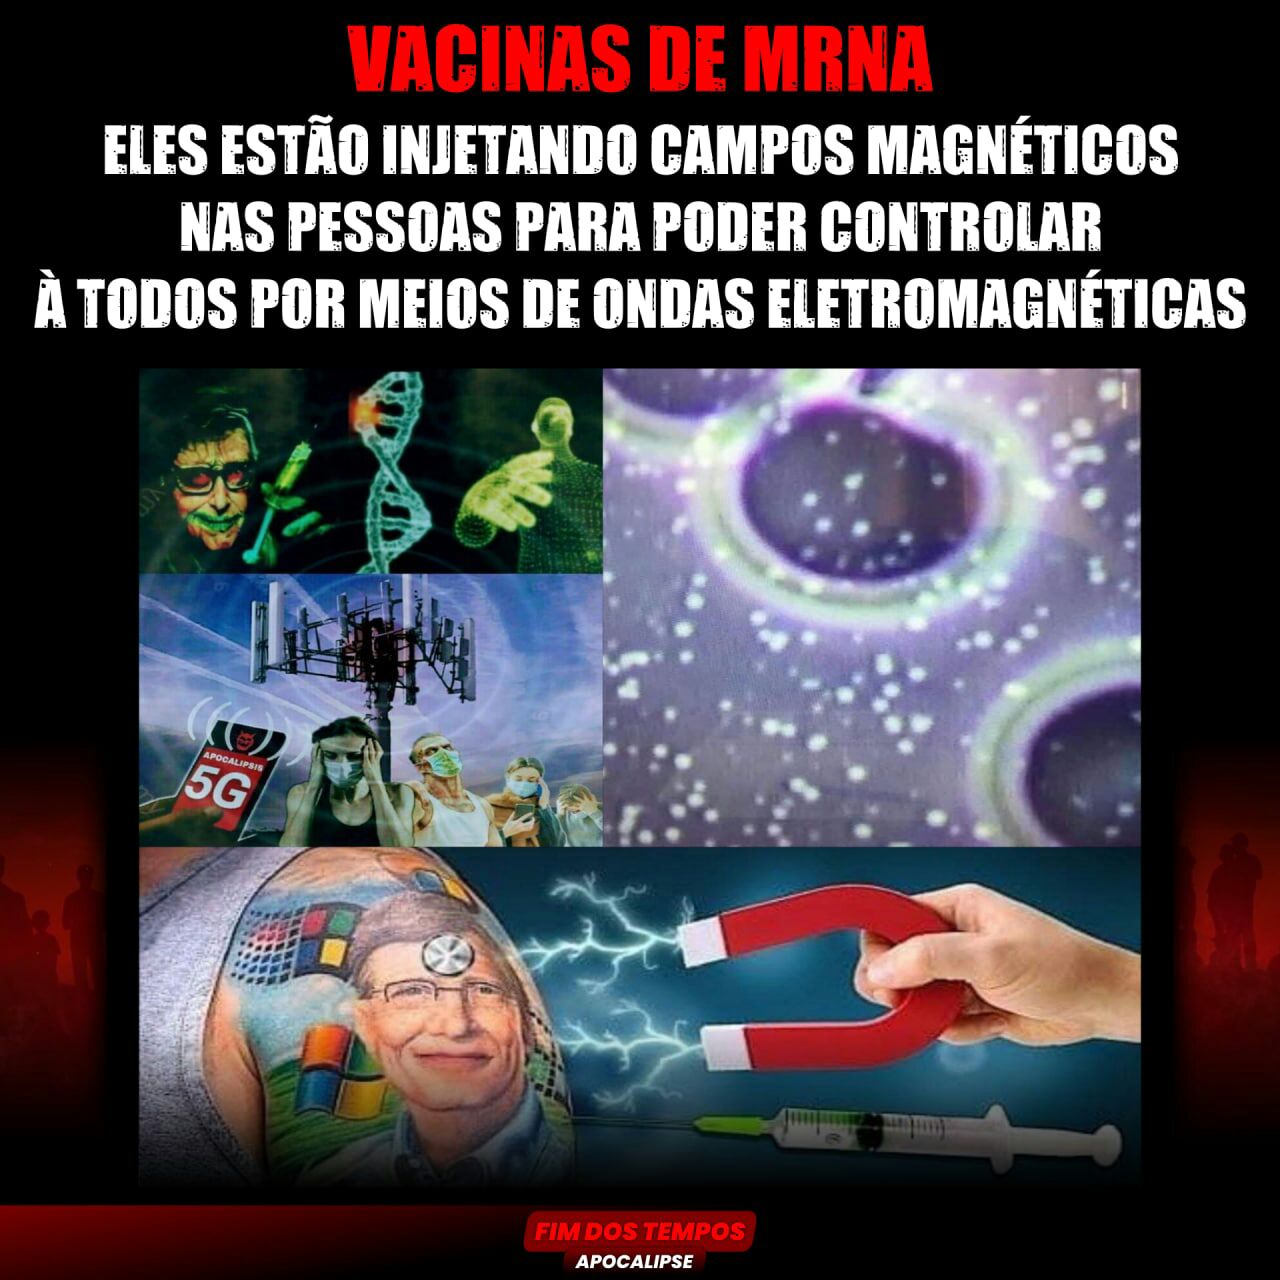 VACINAS DE MRNA
ELES ESTÃO INJETANDO CAMPOS MAGNÉTICOS
NAS PESSOAS PARA PODER CONTROLAR
À TODOS POR MEIOS DE ONDAS ELETROMAGNÉTICAS
APOCALIPSIS
5G
FIM DOS TEMPOS
APOCALIPSE